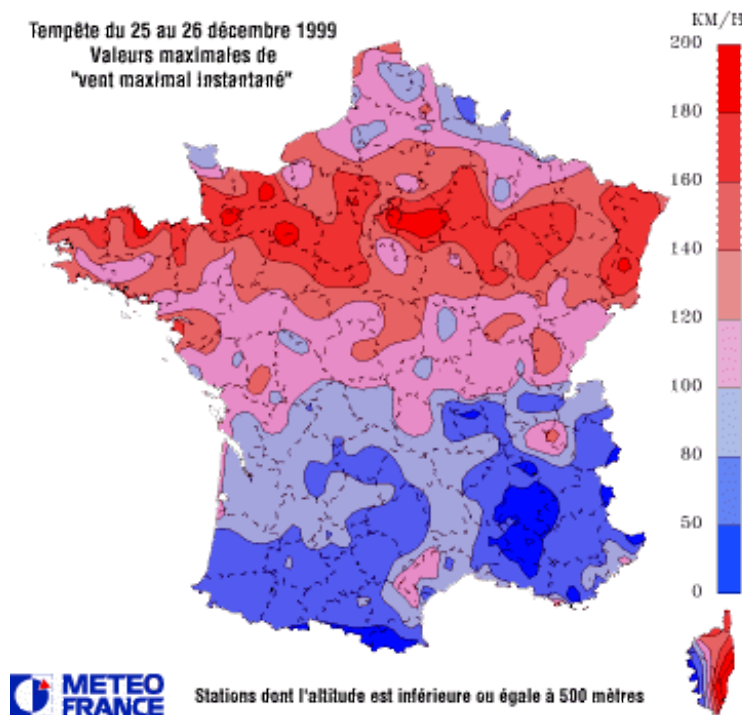 Tempête du 25 au 26 décembre 1999
Valeurs maximales de
"vent maximal instantané"
KM/H
200
180
160
140
120
100
80
50
0
METEO
FRANCE
Stations dont l'altitude est inférieure ou égale à 500 mètres